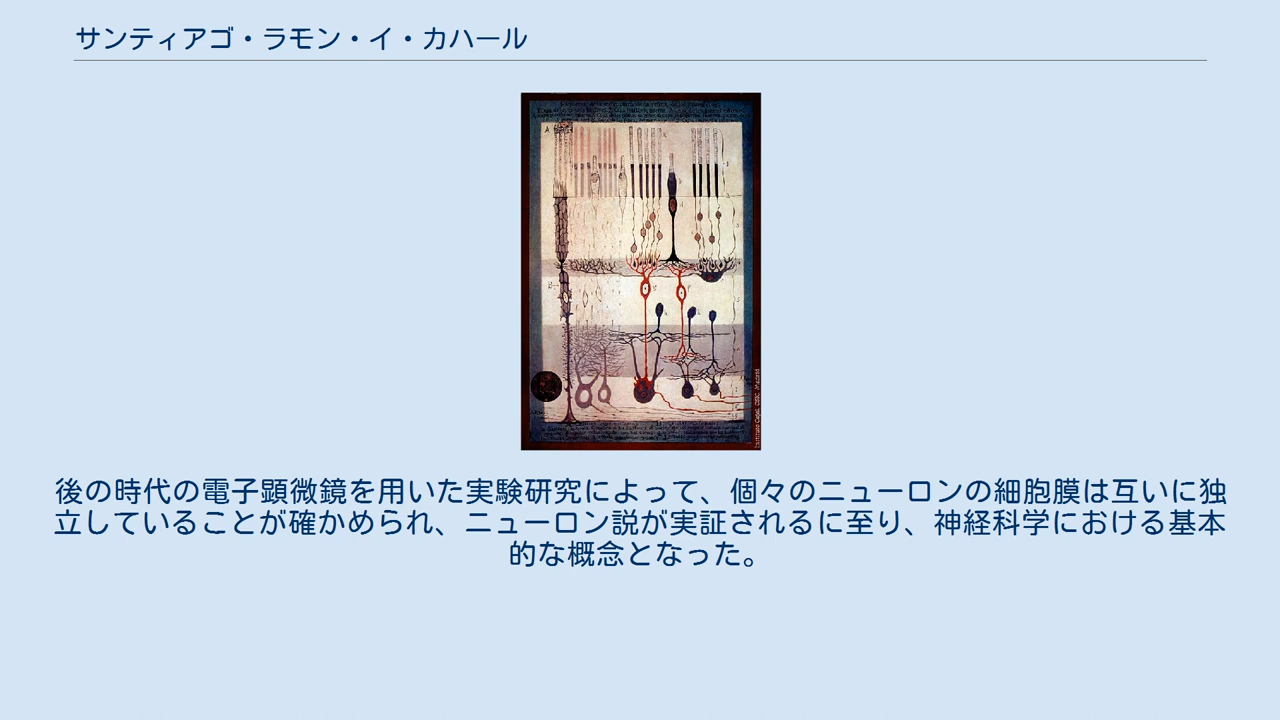 サンティアゴ・ラモン・イ・カハール
後の時代の電子顕微鏡を用いた実験研究によって、個々のニューロンの細胞膜は互いに独
立していることが確かめられ、ニューロン説が実証されるに至り、神経科学における基本
的な概念となった。